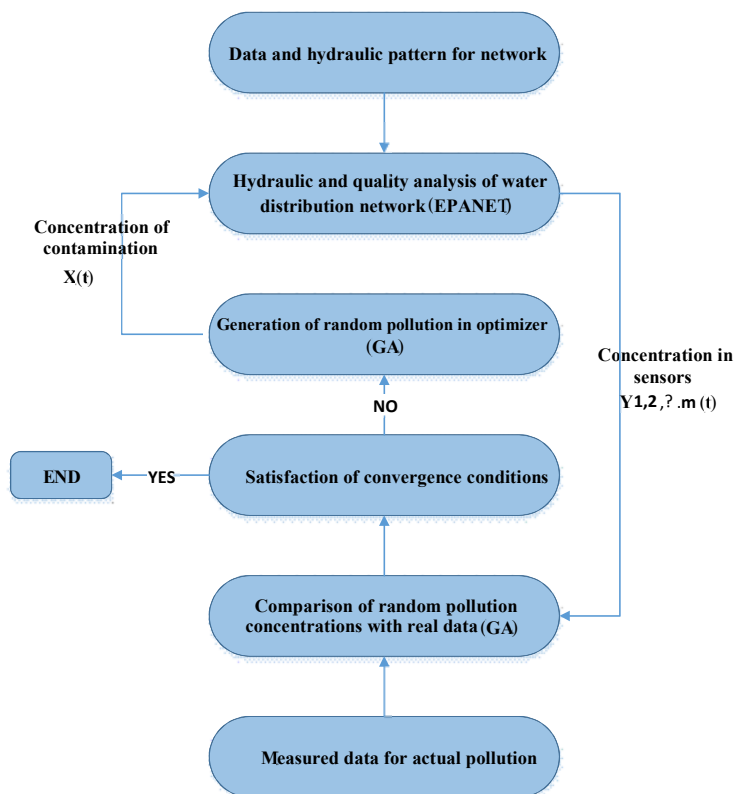 Data and hydraulic pattern for network
Hydraulic and quality analysis of water
distribution network (EPANET)
Concentration of
contamination
X(t)
Generation of random pollution in optimizer
(GA)
Concentration in
sensors
Y1,2,?.m (t)
NO
END
YES
Satisfaction of convergence conditions
Comparison of random pollution
concentrations with real data (GA)
Measured data for actual pollution